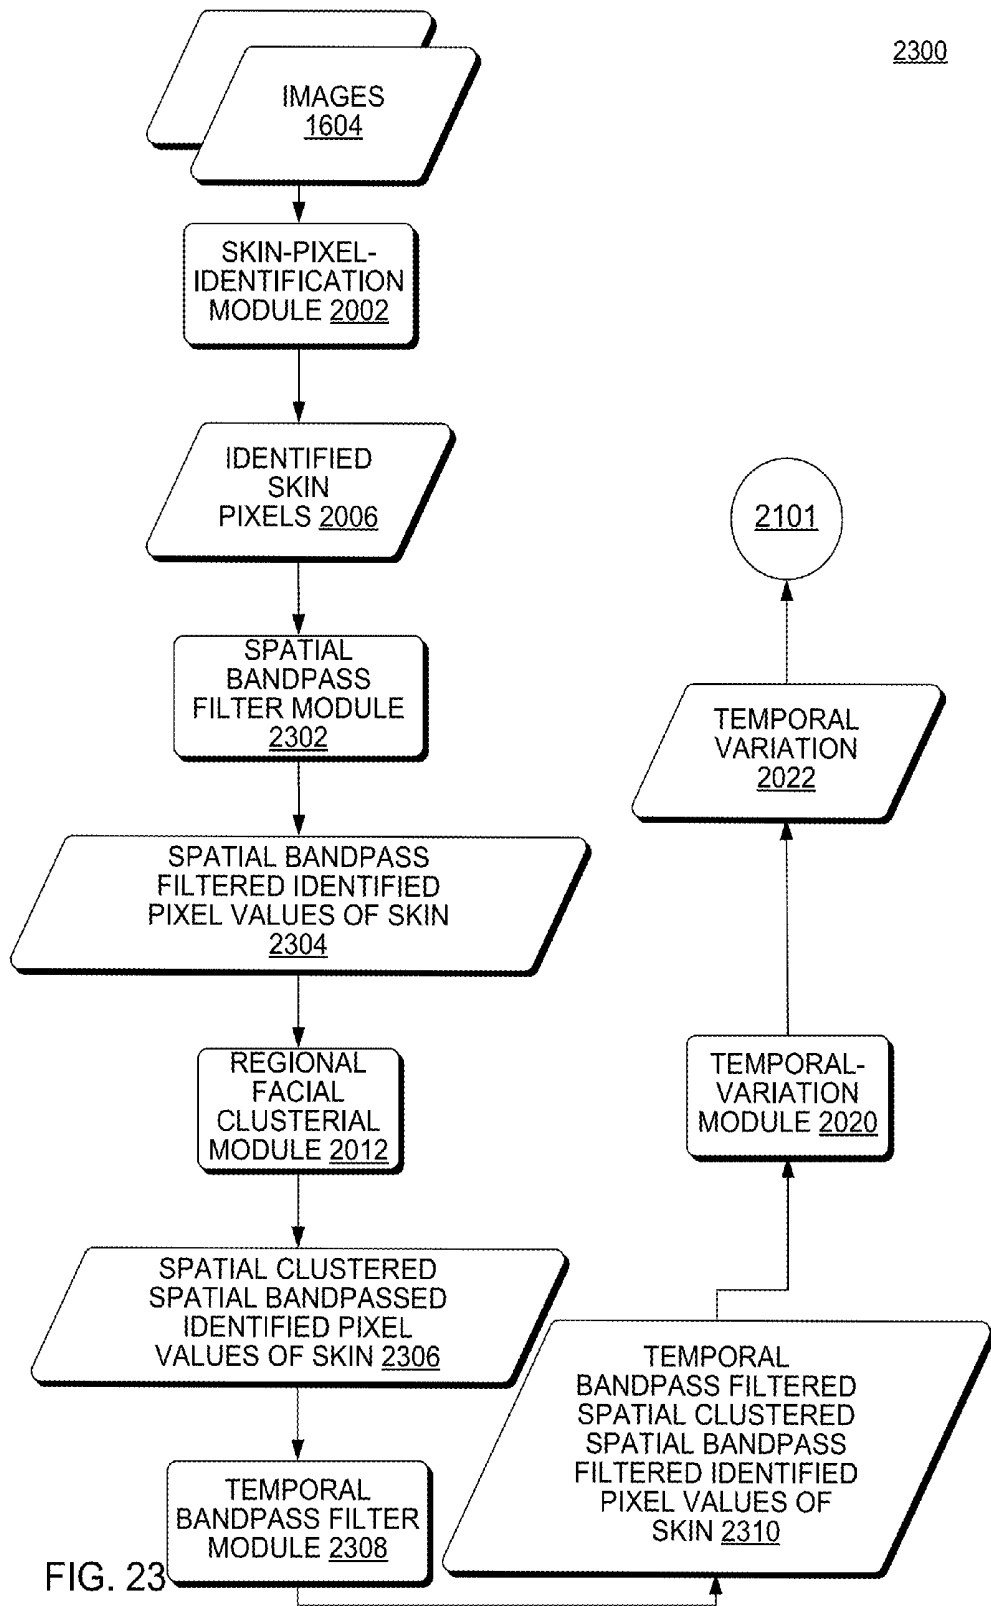 2300
IMAGES
1604
SKIN-PIXEL-
IDENTIFICATION
MODULE 2002
IDENTIFIED
SKIN
PIXELS 2006
SPATIAL
BANDPASS
FILTER MODULE
2302
SPATIAL BANDPASS
FILTERED IDENTIFIED
PIXEL VALUES OF SKIN
2304
REGIONAL
FACIAL
CLUSTERIAL
MODULE 2012
SPATIAL CLUSTERED
SPATIAL BANDPASSED
IDENTIFIED PIXEL
VALUES OF SKIN 2306
TEMPORAL
BANDPASS FILTER
MODULE 2308
TEMPORAL
BANDPASS FILTERED
SPATIAL CLUSTERED
SPATIAL BANDPASS
FILTERED IDENTIFIED
PIXEL VALUES OF
SKIN 2310
TEMPORAL-
VARIATION
MODULE 2020
TEMPORAL
VARIATION
2022
2101
FIG. 23